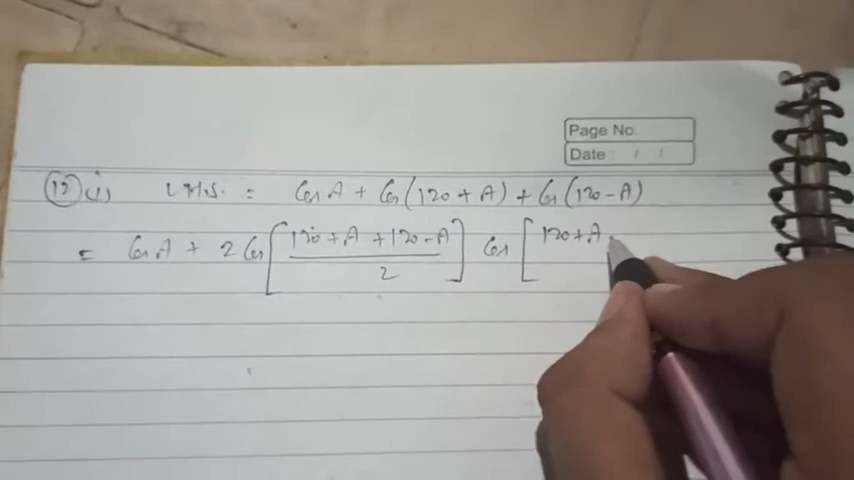 Page No
Date / /
12 (i) L.H.S. = Cos A + Cos (120 + A) + Cos (120 - A)
= Cos A + 2 Cos [ 120 + A + 120 - A / 2 ] Cos [ 120 + A